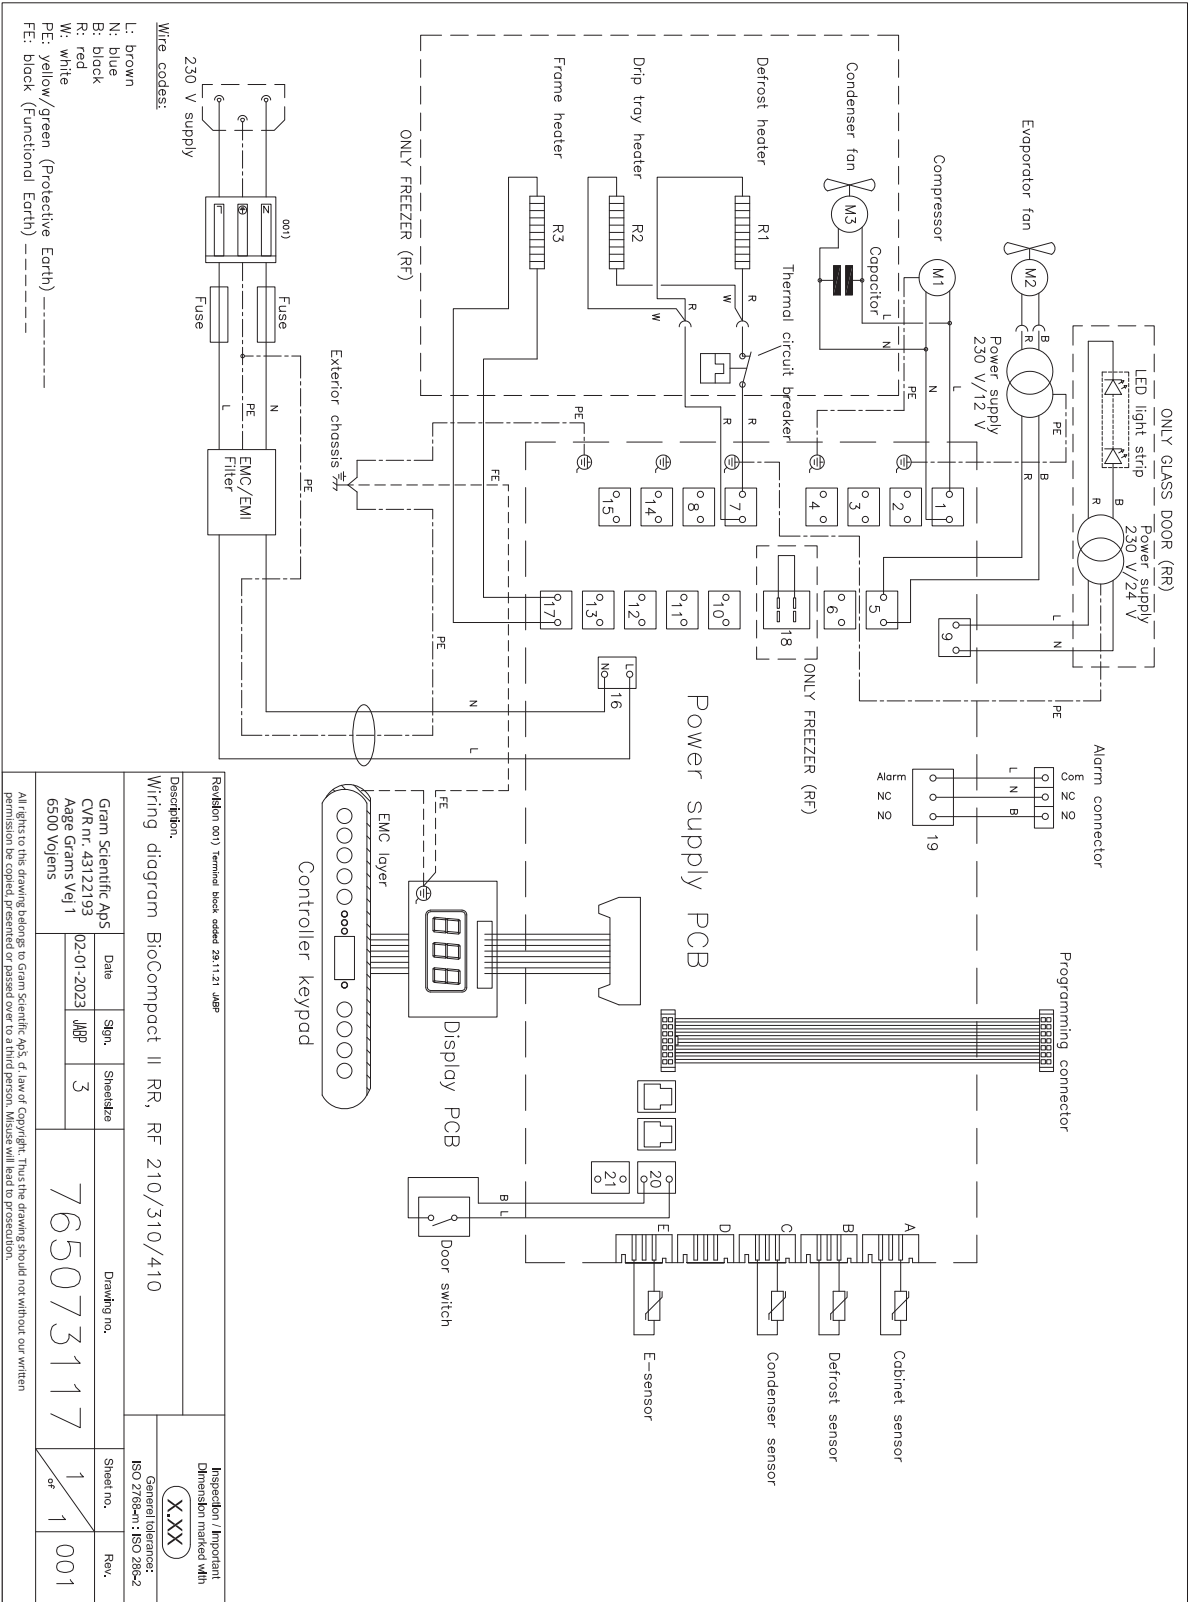 ONLY GLASS DOOR (RR)
LED light strip
R
B
Power supply
230 V/24 V
L
N
PE
Evaporator fan
M2
B
R
Power supply
230 V/12 V
PE
B
R
Compressor
M1
L
N
PE
Condenser fan
M3
Capacitor
L
N
Defrost heater
R1
R
W
Thermal circuit breaker
R
R
Drip tray heater
R2
R
W
Frame heater
R3
ONLY FREEZER (RF)
PE
1
2
3
4
7
8
14
15
9
5
6
18
ONLY FREEZER (RF)
10
11
12
13
17
L
N
16
Power supply PCB
Alarm connector
Com
NC
NO
L
N
B
Alarm
NC
NO
19
Programming connector
A
Cabinet sensor
B
Defrost sensor
C
Condenser sensor
D
E
E-sensor
20
21
B
L
Door switch
Display PCB
EMC layer
FE
Controller keypad
Exterior chassis
FE
PE
PE
N
L
230 V supply
001)
N
L
Fuse
Fuse
N
PE
L
EMC/EMI
Filter
PE
Wire codes:
L: brown
N: blue
B: black
R: red
W: white
PE: yellow/green (Protective Earth)
FE: black (Functional Earth)
Revision 001) Terminal block added 29.11.21 JABP
Description.
Wiring diagram BioCompact II RR, RF 210/310/410
Inspection / Important
Dimension marked with
X.XX
Generel tolerance:
ISO 2768-m : ISO 286-2
Gram Scientific ApS
CVR nr. 43122193
Aage Grams Vej 1
6500 Vojens
Date
02-01-2023
Sign.
JABP
Sheetsize
3
Drawing no.
765073117
Sheet no.
1 of 1
Rev.
001
All rights to this drawing belongs to Gram Scientific ApS, cf. law of Copyright. Thus the drawing should not without our written
permission be copied, presented or passed over to a third person. Misuse will lead to prosecution.